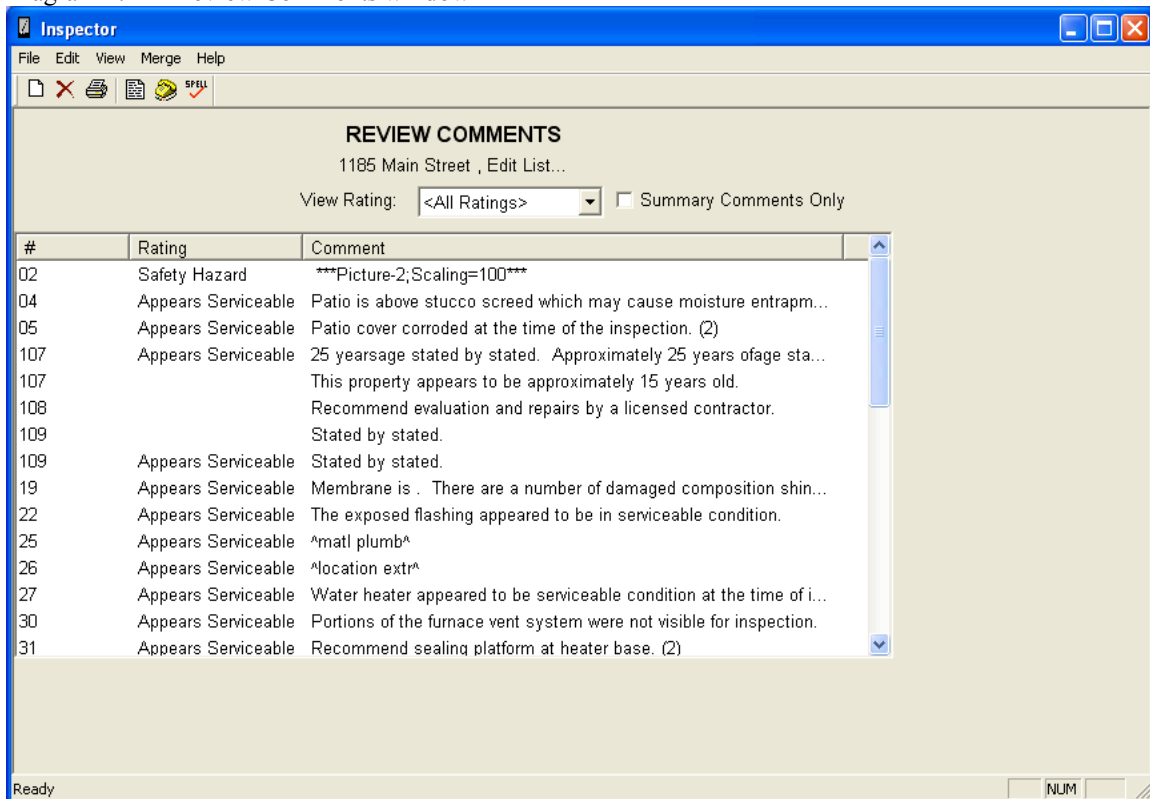 Inspector
File Edit View Merge Help
SPELL
REVIEW COMMENTS
1185 Main Street , Edit List...
View Rating: <All Ratings> Summary Comments Only
# Rating Comment
02 Safety Hazard ***Picture-2;Scaling=100***
04 Appears Serviceable Patio is above stucco screed which may cause moisture entrapm...
05 Appears Serviceable Patio cover corroded at the time of the inspection. (2)
107 Appears Serviceable 25 yearsage stated by stated. Approximately 25 years ofage sta...
107 This property appears to be approximately 15 years old.
108 Recommend evaluation and repairs by a licensed contractor.
109 Stated by stated.
109 Appears Serviceable Stated by stated.
19 Appears Serviceable Membrane is . There are a number of damaged composition shin...
22 Appears Serviceable The exposed flashing appeared to be in serviceable condition.
25 Appears Serviceable ^matl plumb^
26 Appears Serviceable ^location extr^
27 Appears Serviceable Water heater appeared to be serviceable condition at the time of i...
30 Appears Serviceable Portions of the furnace vent system were not visible for inspection.
31 Appears Serviceable Recommend sealing platform at heater base. (2)
Ready NUM